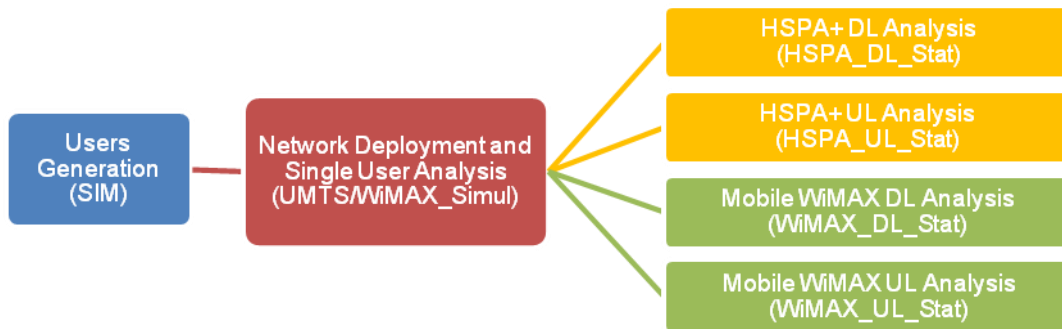 Users
Generation
(SIM)
Network Deployment and
Single User Analysis
(UMTS/WiMAX_Simul)
HSPA+ DL Analysis
(HSPA_DL_Stat)
HSPA+ UL Analysis
(HSPA_UL_Stat)
Mobile WiMAX DL Analysis
(WiMAX_DL_Stat)
Mobile WiMAX UL Analysis
(WiMAX_UL_Stat)